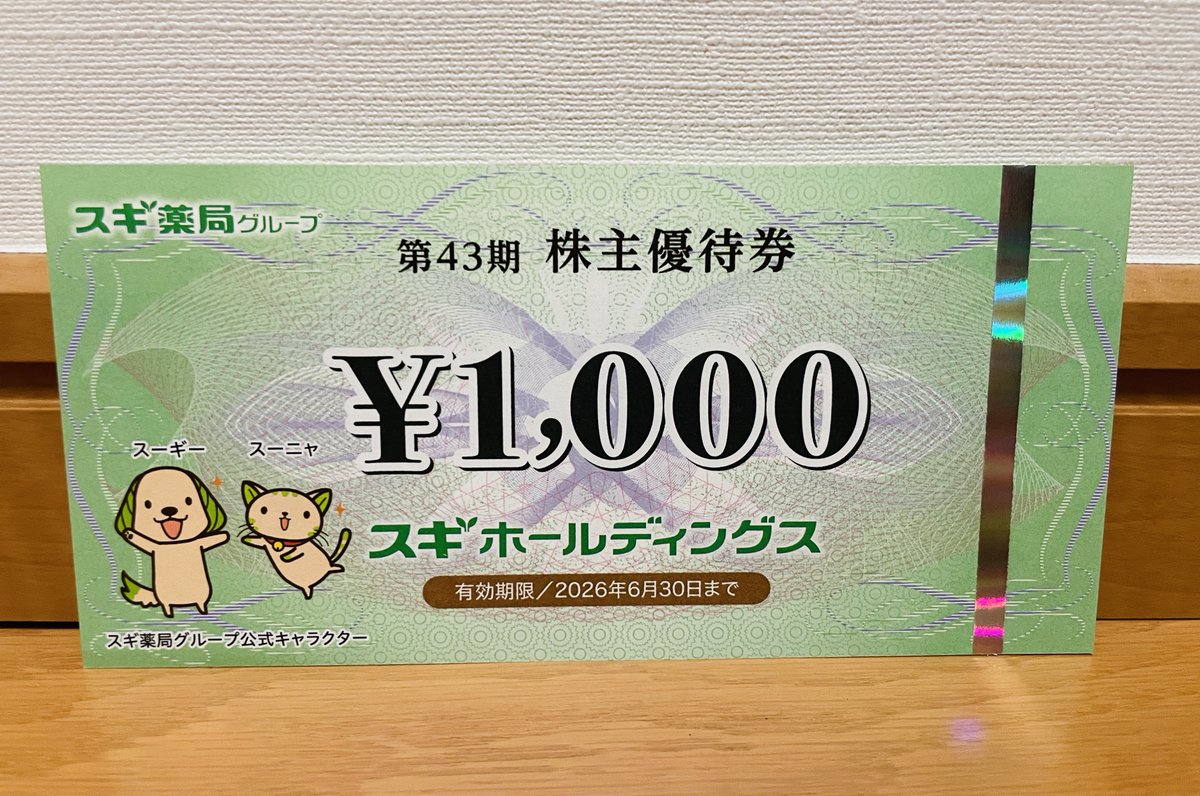 スギ薬局グループ
第43期 株主優待券
¥1,000
スーギー スーニャ
スギホールディングス
有効期限／2026年6月30日まで
スギ薬局グループ公式キャラクター